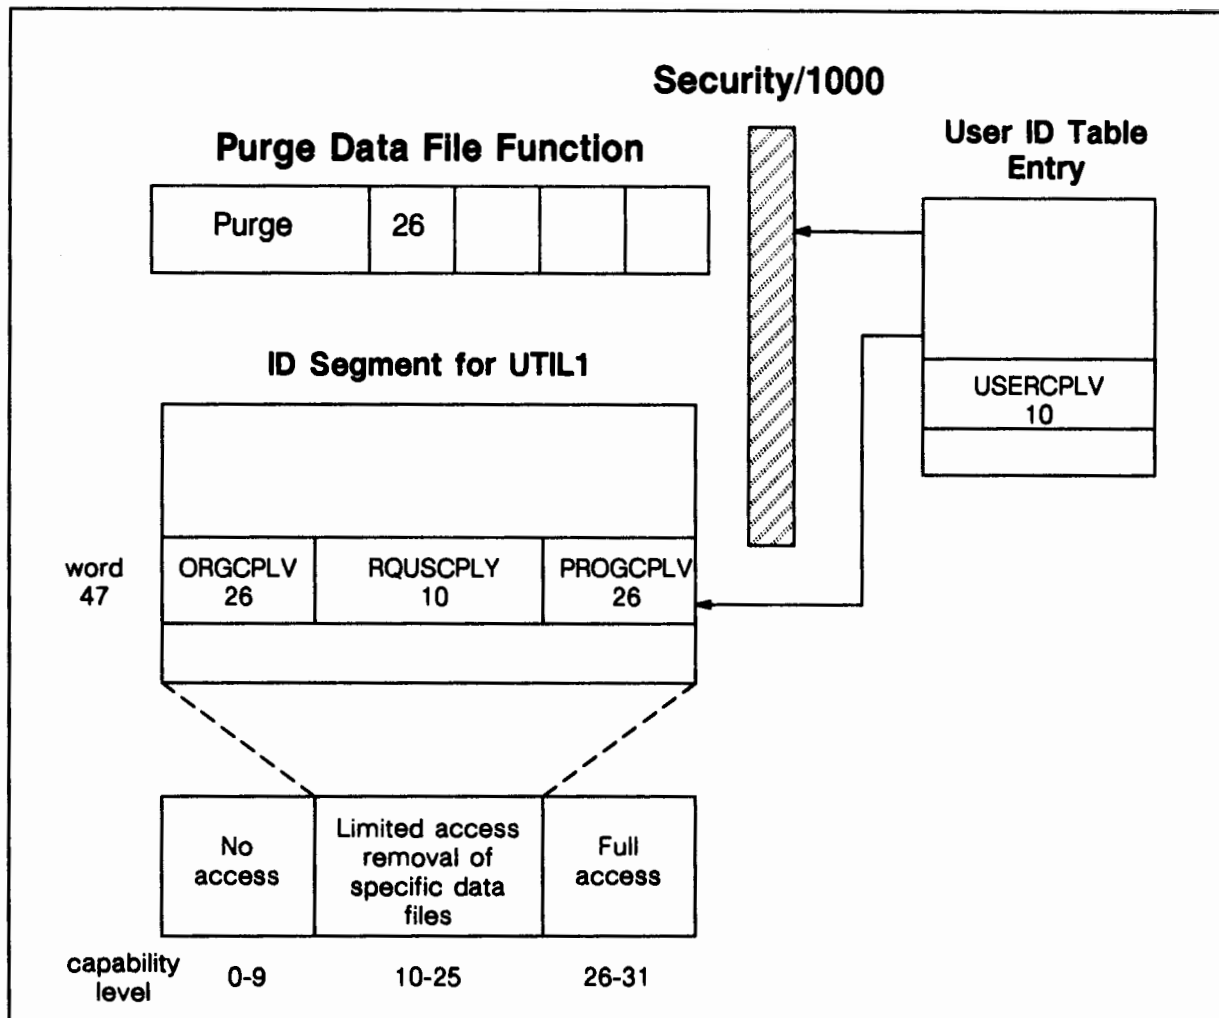 Security/1000
Purge Data File Function
User ID Table
Entry
Purge
26
ID Segment for UTIL1
USERCPLV
10
word
47
ORGCPLV
26
RQUSCPLY
10
PROGCPLV
26
No
access
Limited access
removal of
specific data
files
Full
access
capability
level
0-9
10-25
26-31